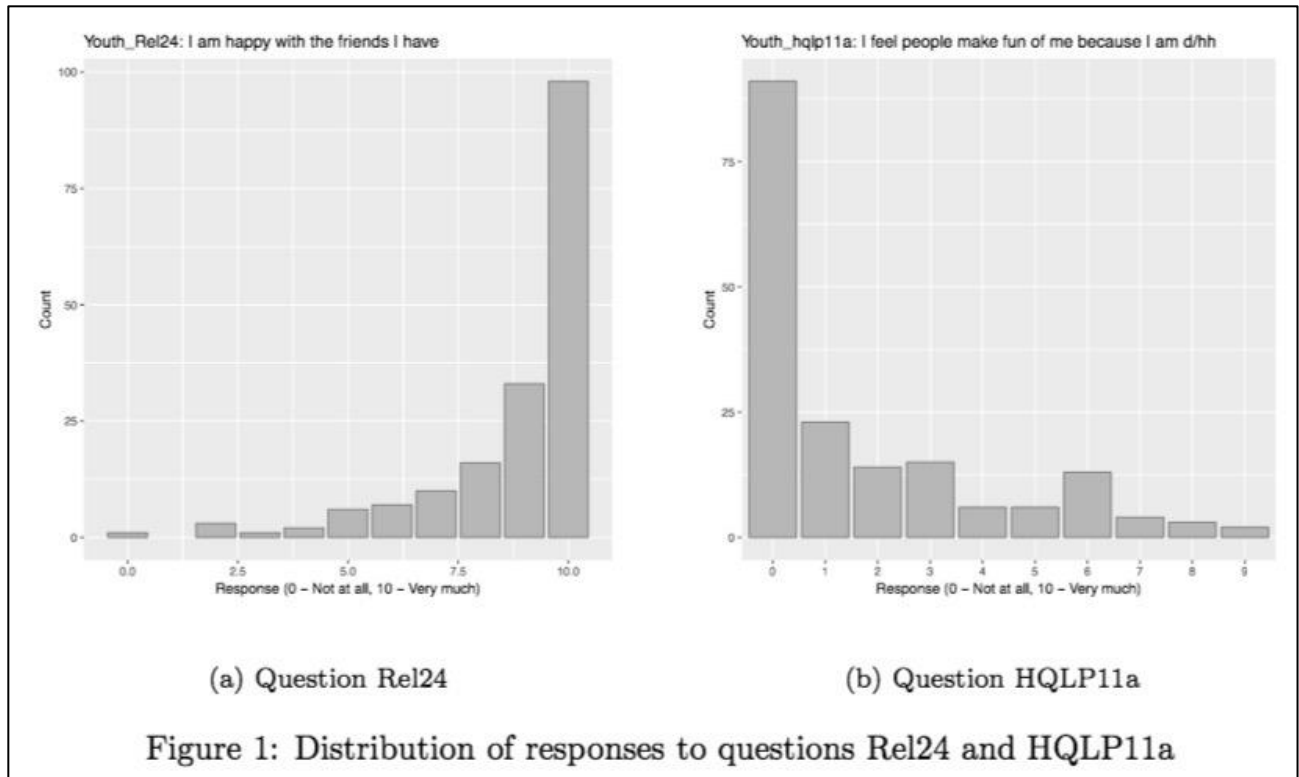 Youth_Rel24: I am happy with the friends I have
100
75
50
25
0
Count
0.0 2.5 5.0 7.5 10.0
Response (0 – Not at all, 10 – Very much)
(a) Question Rel24
Youth_hqlp11a: I feel people make fun of me because I am d/hh
75
50
25
0
Count
0 1 2 3 4 5 6 7 8 9
Response (0 – Not at all, 10 – Very much)
(b) Question HQLP11a
Figure 1: Distribution of responses to questions Rel24 and HQLP11a